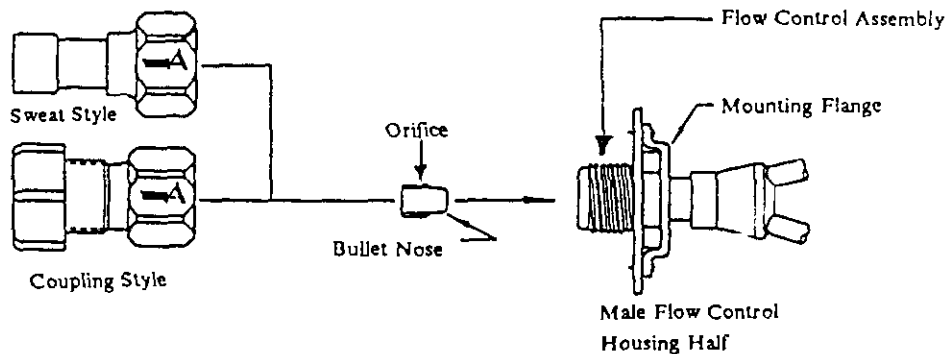 Flow Control Assembly
A
Sweat Style
Mounting Flange
Orifice
A
Bullet Nose
Coupling Style
Male Flow Control
Housing Half